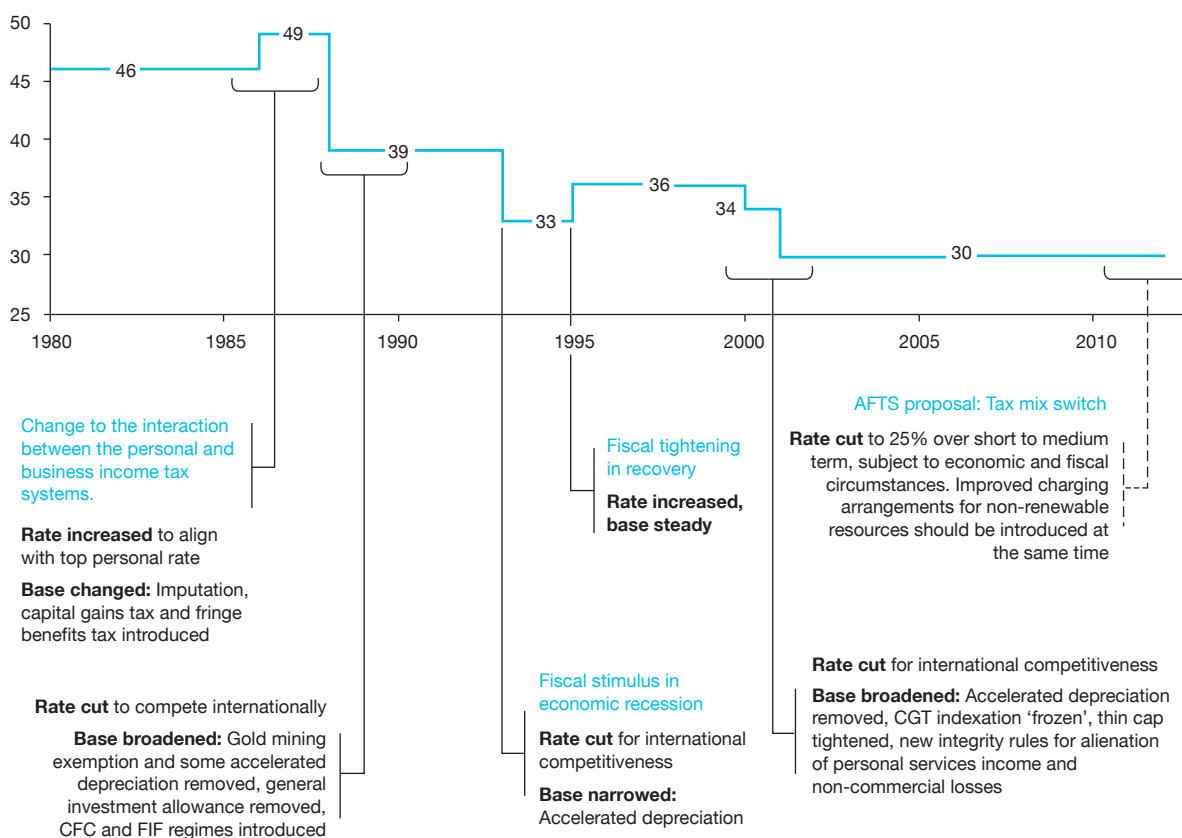 50
49
46
45
40
39
36
35
34
33
30
30
25
1980
1985
1990
1995
2000
2005
2010
Change to the interaction
between the personal and
business income tax
systems.
Rate increased to align
with top personal rate
Base changed: Imputation,
capital gains tax and fringe
benefits tax introduced
Rate cut to compete internationally
Base broadened: Gold mining
exemption and some accelerated
depreciation removed, general
investment allowance removed,
CFC and FIF regimes introduced
Fiscal tightening
in recovery
Rate increased,
base steady
Fiscal stimulus in
economic recession
Rate cut for international
competitiveness
Base narrowed:
Accelerated depreciation
AFTS proposal: Tax mix switch
Rate cut to 25% over short to medium
term, subject to economic and fiscal
circumstances. Improved charging
arrangements for non-renewable
resources should be introduced at
the same time
Rate cut for international competitiveness
Base broadened: Accelerated depreciation
removed, CGT indexation ‘frozen’, thin cap
tightened, new integrity rules for alienation
of personal services income and
non-commercial losses